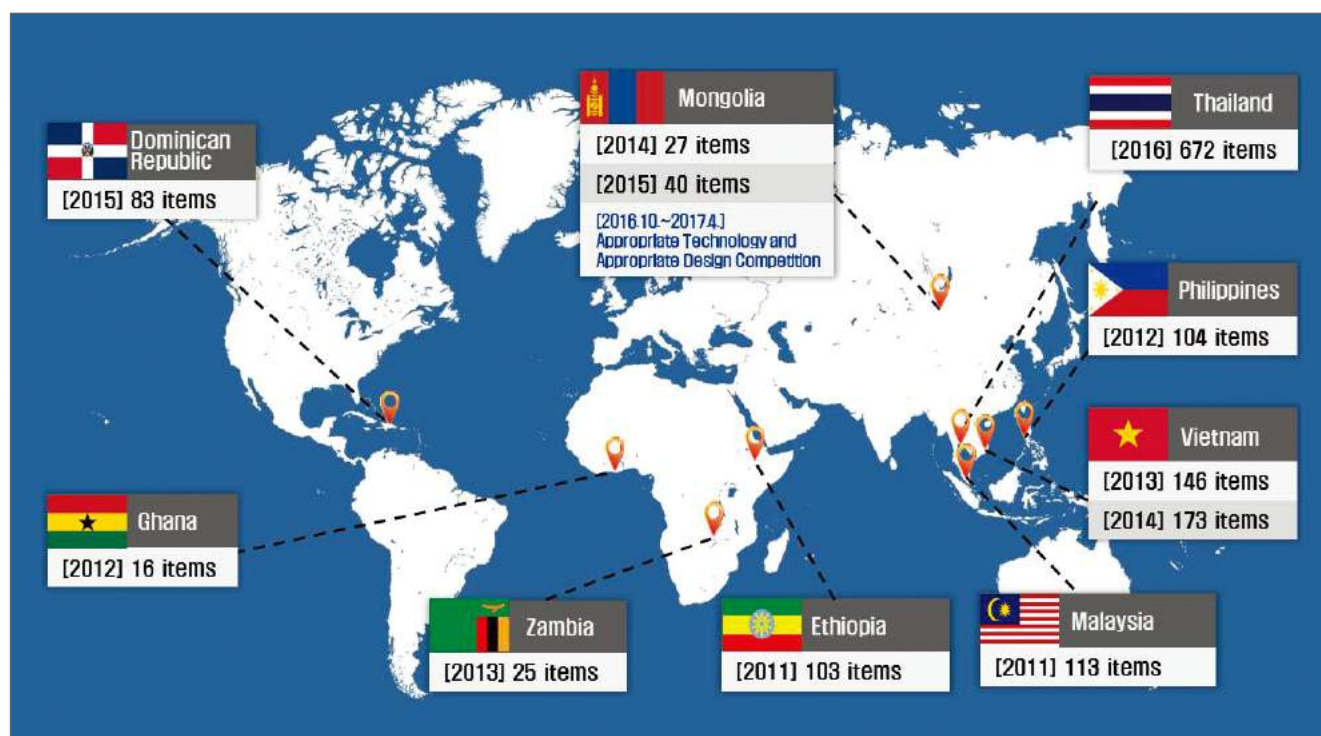 Dominican
Republic
[2015] 83 items
Mongolia
[2014] 27 items
[2015] 40 items
[2016.10.~2017.4.]
Appropriate Technology and
Appropriate Design Competition
Thailand
[2016] 672 items
Philippines
[2012] 104 items
Vietnam
[2013] 146 items
[2014] 173 items
Ghana
[2012] 16 items
Zambia
[2013] 25 items
Ethiopia
[2011] 103 items
Malaysia
[2011] 113 items